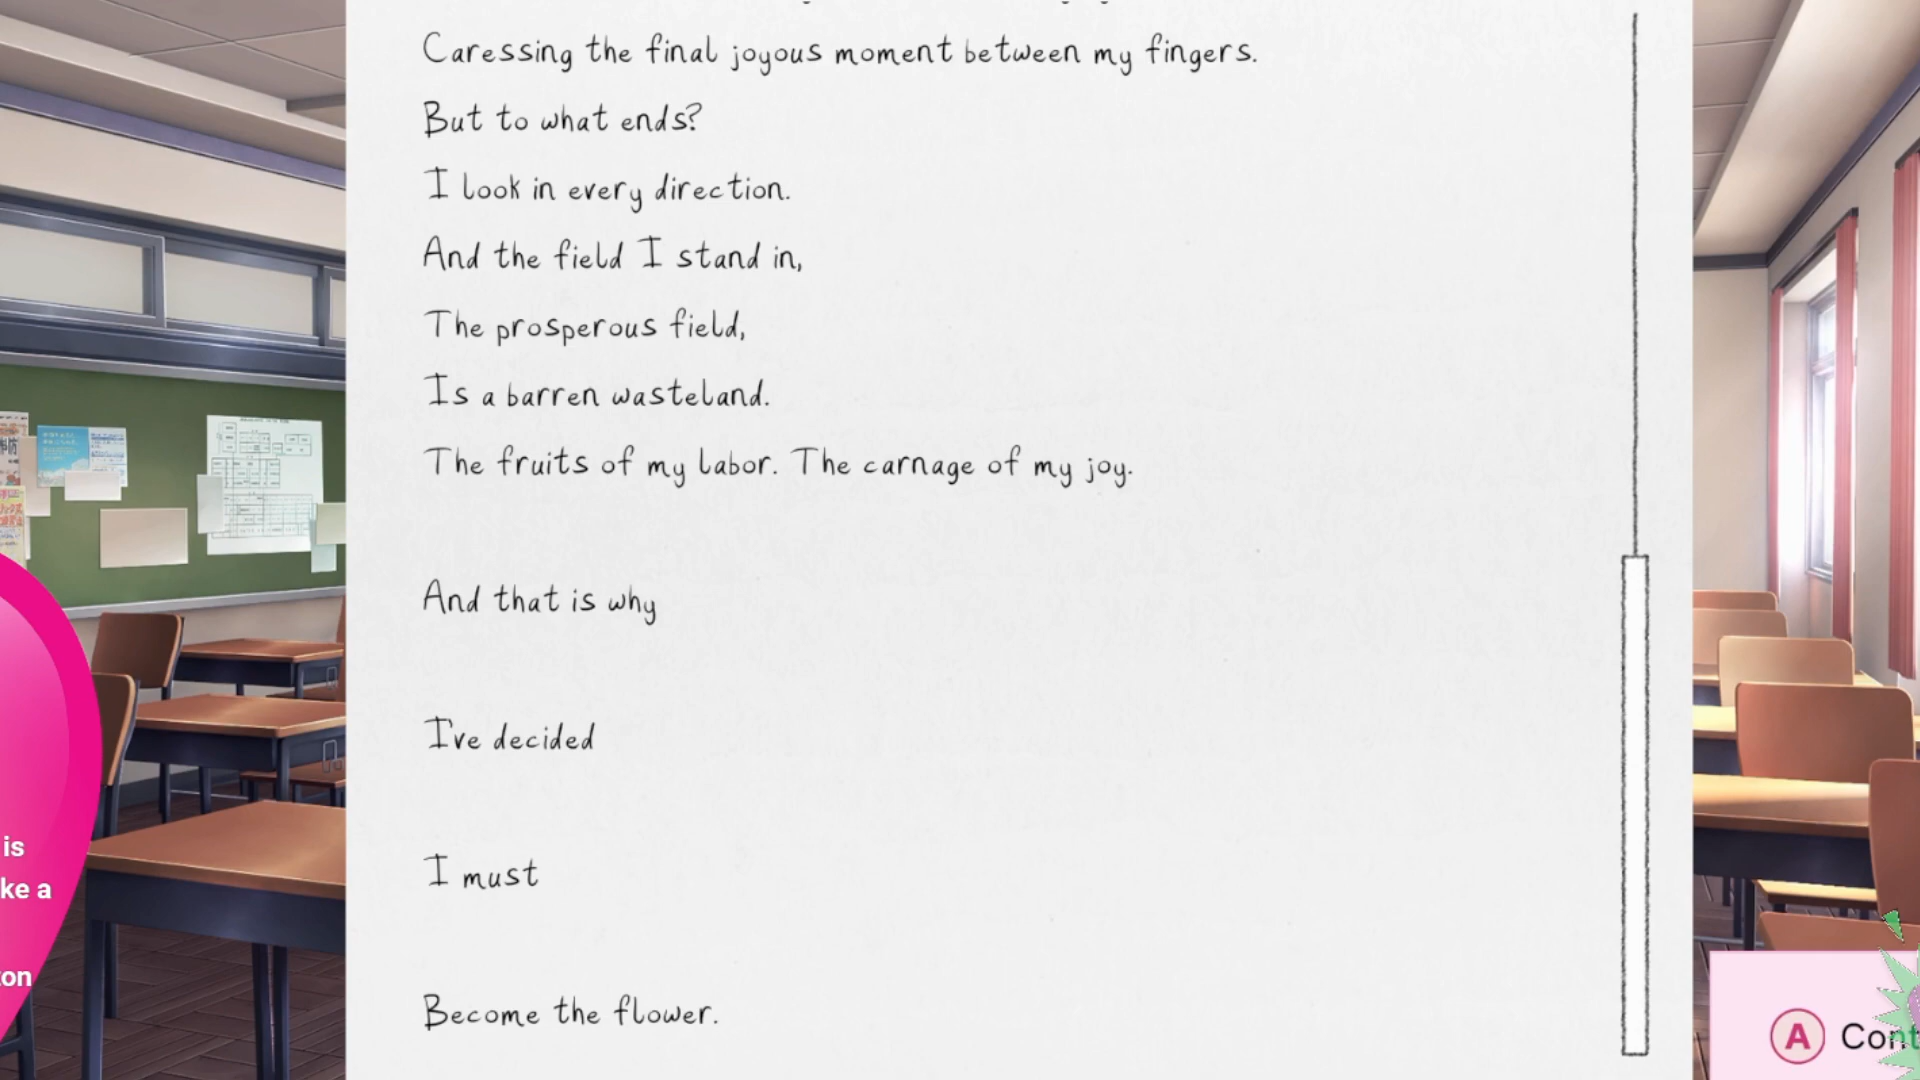 Caressing the final joyous moment between my fingers.
But to what ends?
I look in every direction.
And the field I stand in,
The prosperous field,
Is a barren wasteland.
The fruits of my labor. The carnage of my joy.
And that is why
I've decided
I must
Become the flower.
is
ke a
ton
A Cont